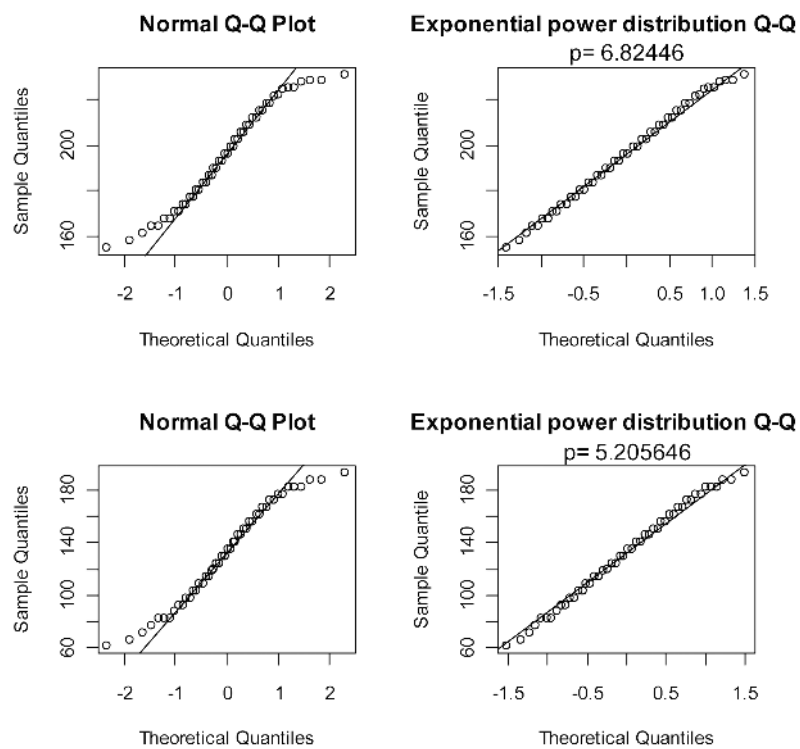 Normal Q-Q Plot
Sample Quantiles
160 200
-2 -1 0 1 2
Theoretical Quantiles
Exponential power distribution Q-Q
p= 6.82446
Sample Quantile
160 200
-1.5 -0.5 0.5 1.0 1.5
Theoretical Quantiles
Normal Q-Q Plot
Sample Quantiles
60 100 140 180
-2 -1 0 1 2
Theoretical Quantiles
Exponential power distribution Q-Q
p= 5.205646
Sample Quantile
60 100 140 180
-1.5 -0.5 0.5 1.5
Theoretical Quantiles